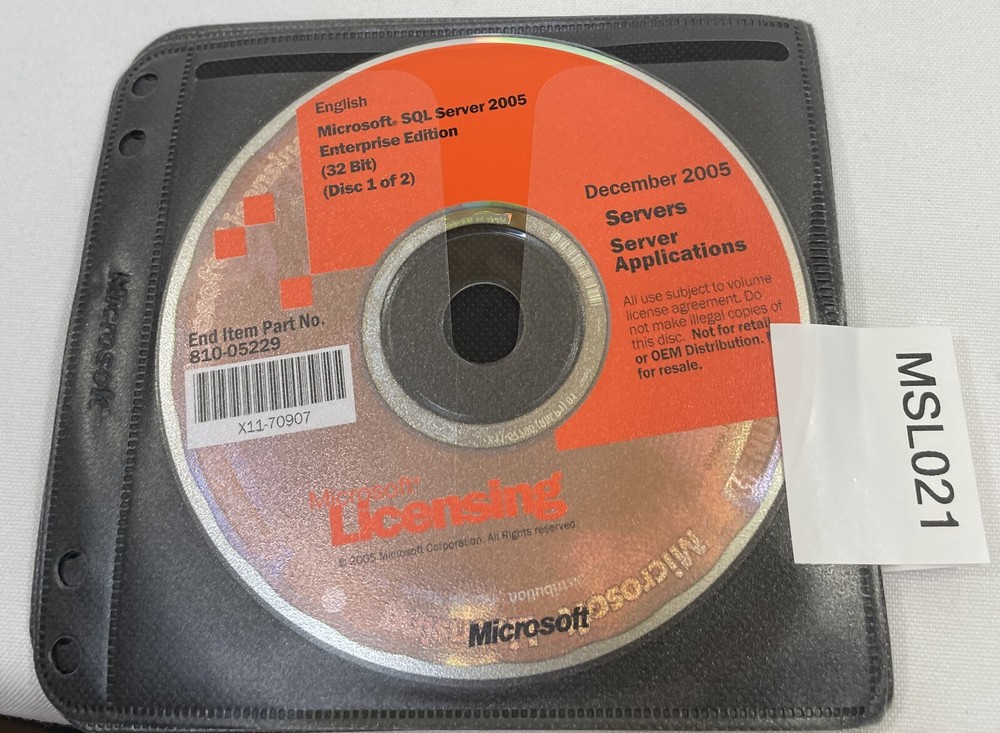 English
Microsoft® SQL Server 2005
Enterprise Edition
(32 Bit)
(Disc 1 of 2)
December 2005
Servers
Server
Applications
All use subject to volume
license agreement. Do
not make illegal copies of
this disc. Not for retail
or OEM Distribution.
for resale.
End Item Part No.
810-05229
X11-70907
Microsoft®
Licensing
© 2005 Microsoft Corporation. All Rights reserved
Microsoft
Microsoft
MSL021
Microsoft